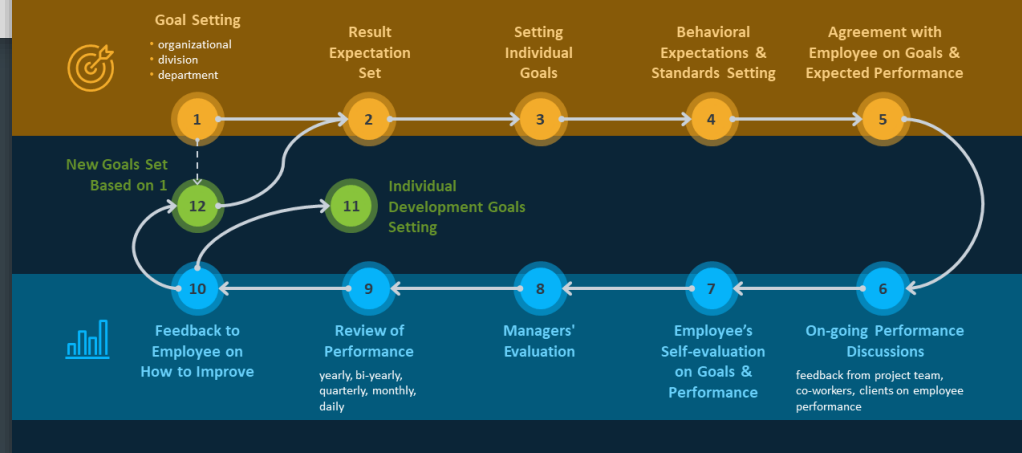 Goal Setting
• organizational
• division
• department
Result
Expectation
Set
Setting
Individual
Goals
Behavioral
Expectations &
Standards Setting
Agreement with
Employee on Goals &
Expected Performance
1
2
3
4
5
New Goals Set
Based on 1
12
11
Individual
Development Goals
Setting
10
9
8
7
6
Feedback to
Employee on
How to Improve
Review of
Performance
yearly, bi-yearly,
quarterly, monthly,
daily
Managers'
Evaluation
Employee’s
Self-evaluation
on Goals &
Performance
On-going Performance
Discussions
feedback from project team,
co-workers, clients on employee
performance